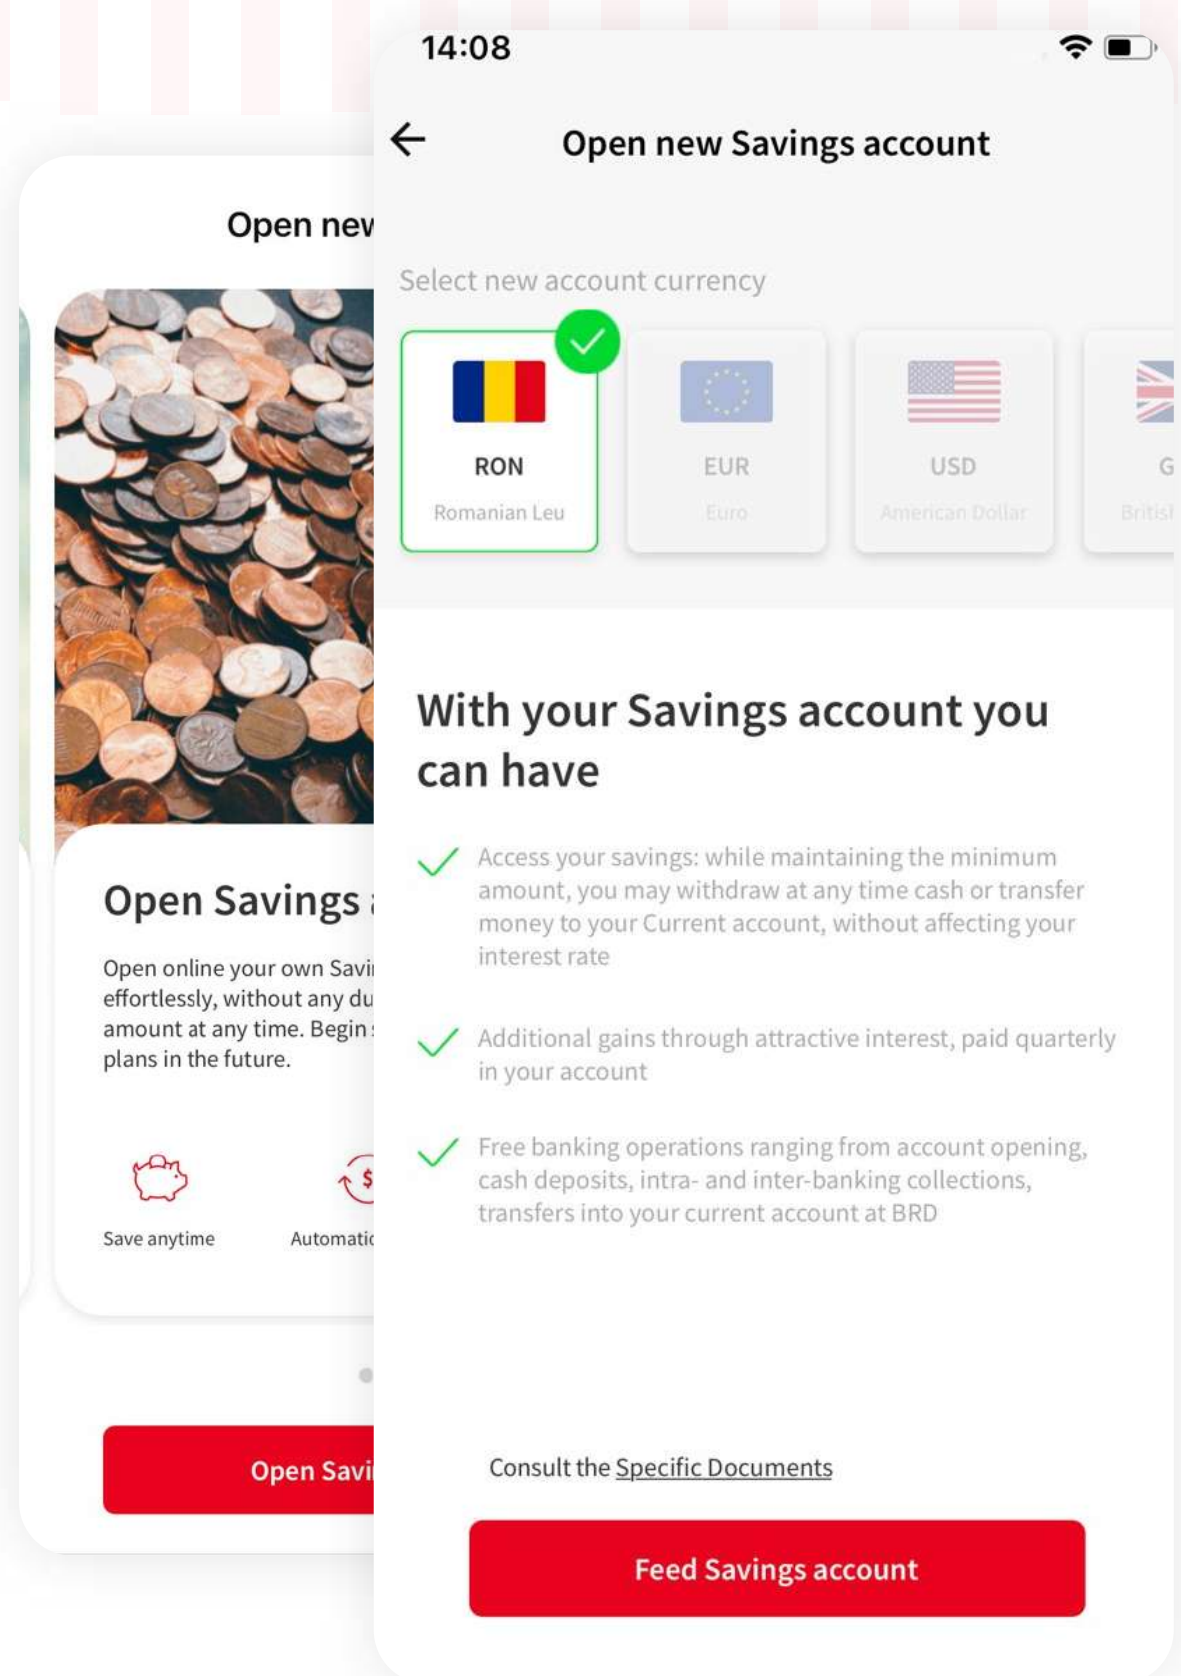 14:08
Open new Savings account
Select new account currency
RON
Romanian Leu
EUR
Euro
USD
American Dollar
G
British
With your Savings account you
can have
Access your savings: while maintaining the minimum
amount, you may withdraw at any time cash or transfer
money to your Current account, without affecting your
interest rate
Additional gains through attractive interest, paid quarterly
in your account
Free banking operations ranging from account opening,
cash deposits, intra- and inter-banking collections,
transfers into your current account at BRD
Consult the Specific Documents
Feed Savings account
Open new
Open Savings
Open online your own Savi
effortlessly, without any du
amount at any time. Begin
plans in the future.
$
Save anytime
Automatic
Open Savi